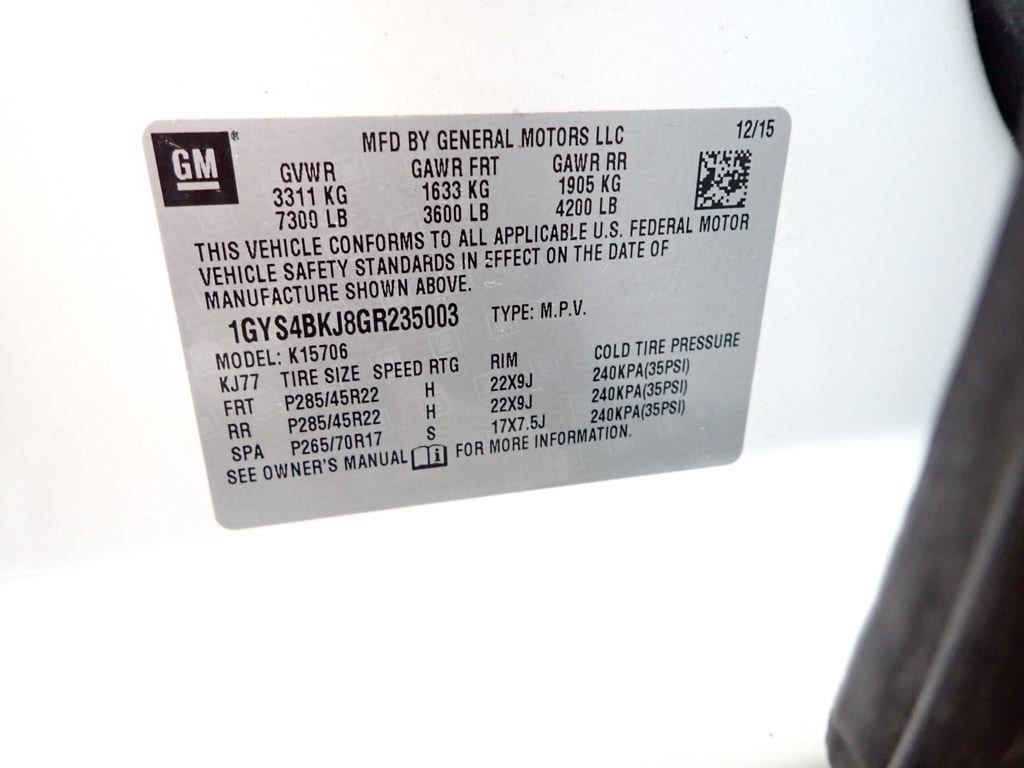 GM ® MFD BY GENERAL MOTORS LLC 12/15
GVWR GAWR FRT GAWR RR
3311 KG 1633 KG 1905 KG
7300 LB 3600 LB 4200 LB
THIS VEHICLE CONFORMS TO ALL APPLICABLE U.S. FEDERAL MOTOR
VEHICLE SAFETY STANDARDS IN EFFECT ON THE DATE OF
MANUFACTURE SHOWN ABOVE.
1GYS4BKJ8GR235003 TYPE: M.P.V.
MODEL: K15706
KJ77 TIRE SIZE SPEED RTG RIM COLD TIRE PRESSURE
FRT P285/45R22 H 22X9J 240KPA(35PSI)
RR P285/45R22 H 22X9J 240KPA(35PSI)
SPA P265/70R17 S 17X7.5J 240KPA(35PSI)
SEE OWNER'S MANUAL FOR MORE INFORMATION.